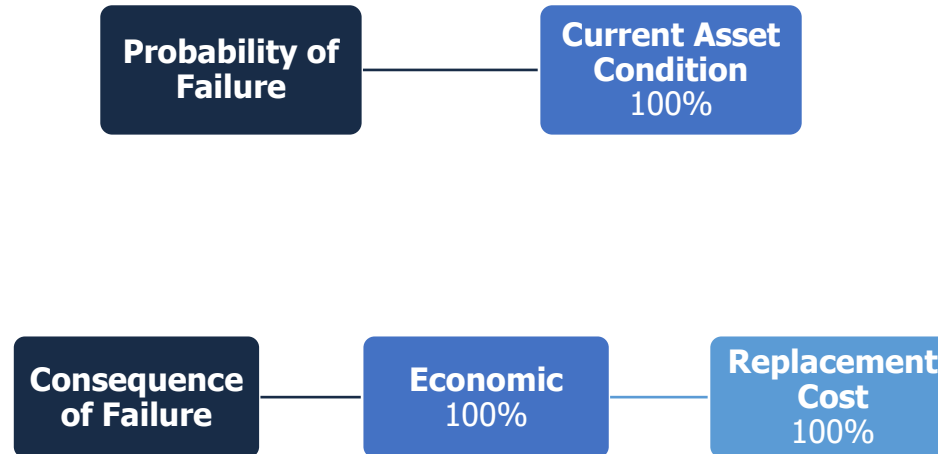 Probability of
Failure
Current Asset
Condition
100%
Consequence
of Failure
Economic
100%
Replacement
Cost
100%